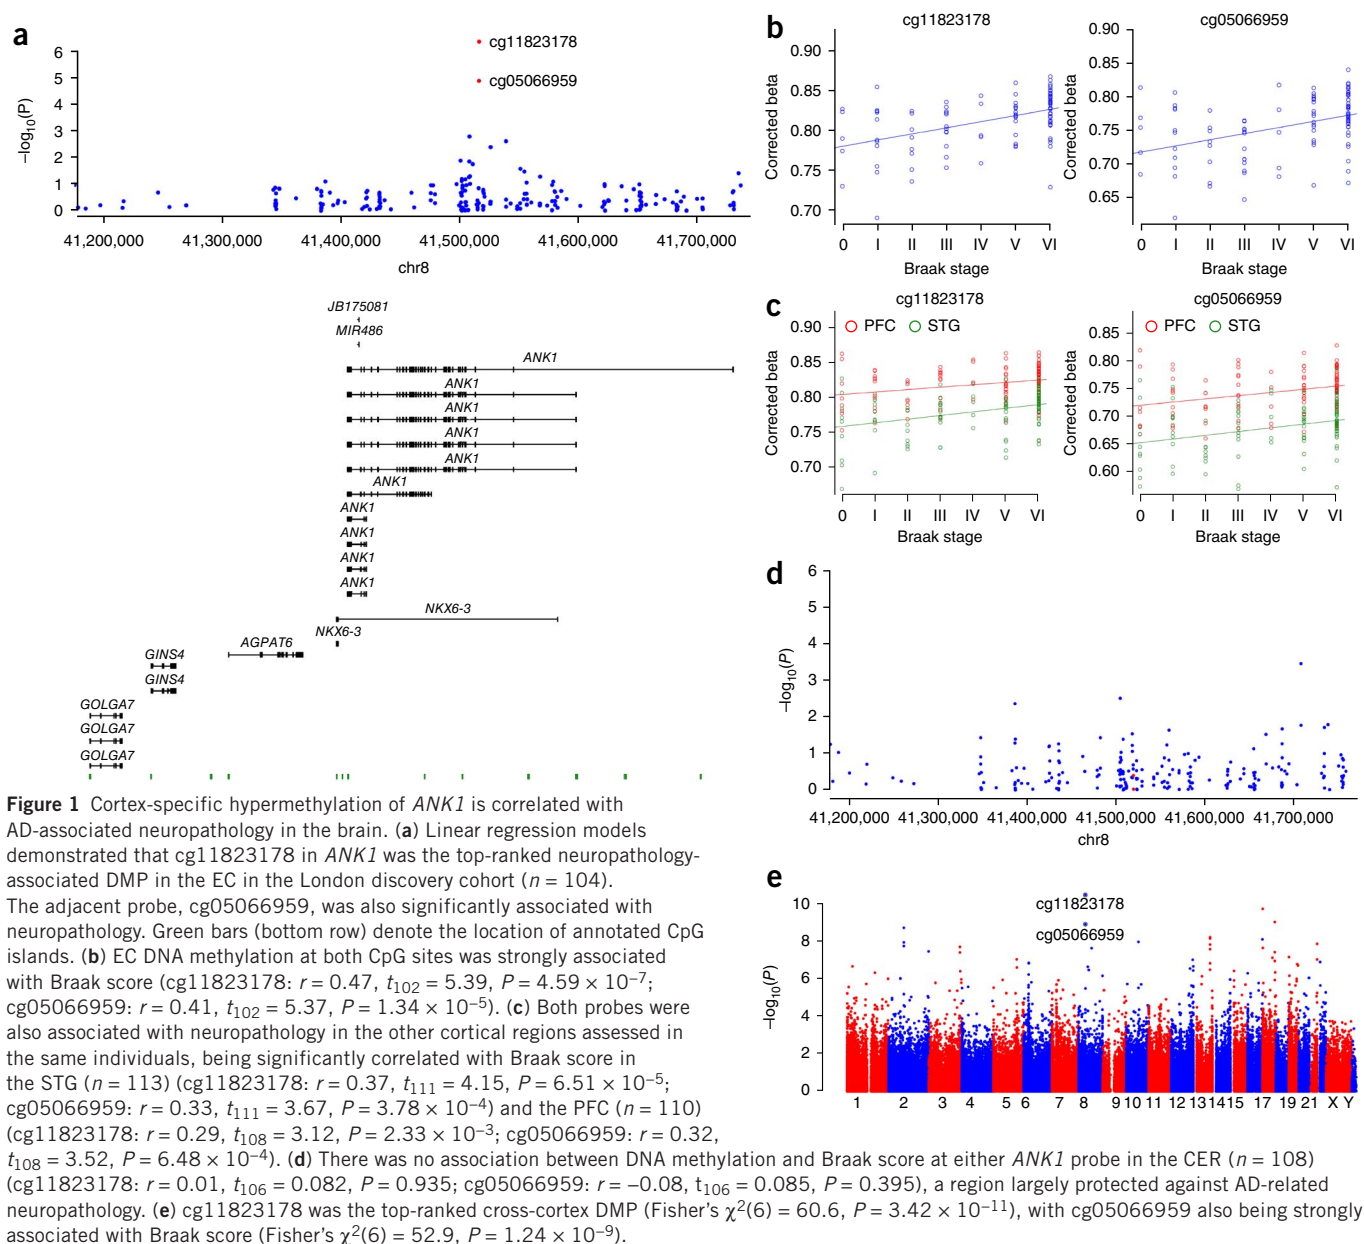 a
6
5
4
3
2
1
0
–log10(P)
cg11823178
cg05066959
41,200,000 41,300,000 41,400,000 41,500,000 41,600,000 41,700,000
chr8
JB175081
MIR486
ANK1
ANK1
ANK1
ANK1
ANK1
ANK1
ANK1
ANK1
ANK1
ANK1
NKX6-3
NKX6-3
AGPAT6
GINS4
GINS4
GOLGA7
GOLGA7
GOLGA7
b
cg11823178
0.90
0.85
0.80
0.75
0.70
Corrected beta
0 I II III IV V VI
Braak stage
cg05066959
0.90
0.85
0.80
0.75
0.70
0.65
Corrected beta
0 I II III IV V VI
Braak stage
c
cg11823178
PFC STG
0.90
0.85
0.80
0.75
0.70
Corrected beta
0 I II III IV V VI
Braak stage
cg05066959
PFC STG
0.85
0.80
0.75
0.70
0.65
0.60
Corrected beta
0 I II III IV V VI
Braak stage
d
6
5
4
3
2
1
0
–log10(P)
41,200,000 41,300,000 41,400,000 41,500,000 41,600,000 41,700,000
chr8
e
10
8
6
4
2
0
–log10(P)
cg11823178
cg05066959
1 2 3 4 5 6 7 8 9 10 11 12 13 14 15 17 19 21 X Y
Figure 1 Cortex-specific hypermethylation of ANK1 is correlated with
AD-associated neuropathology in the brain. (a) Linear regression models
demonstrated that cg11823178 in ANK1 was the top-ranked neuropathology-
associated DMP in the EC in the London discovery cohort (n = 104).
The adjacent probe, cg05066959, was also significantly associated with
neuropathology. Green bars (bottom row) denote the location of annotated CpG
islands. (b) EC DNA methylation at both CpG sites was strongly associated
with Braak score (cg11823178: r = 0.47, t102 = 5.39, P = 4.59 × 10−7;
cg05066959: r = 0.41, t102 = 5.37, P = 1.34 × 10−5). (c) Both probes were
also associated with neuropathology in the other cortical regions assessed in
the same individuals, being significantly correlated with Braak score in
the STG (n = 113) (cg11823178: r = 0.37, t111 = 4.15, P = 6.51 × 10−5;
cg05066959: r = 0.33, t111 = 3.67, P = 3.78 × 10−4) and the PFC (n = 110)
(cg11823178: r = 0.29, t108 = 3.12, P = 2.33 × 10−3; cg05066959: r = 0.32,
t108 = 3.52, P = 6.48 × 10−4). (d) There was no association between DNA methylation and Braak score at either ANK1 probe in the CER (n = 108)
(cg11823178: r = 0.01, t106 = 0.082, P = 0.935; cg05066959: r = −0.08, t106 = 0.085, P = 0.395), a region largely protected against AD-related
neuropathology. (e) cg11823178 was the top-ranked cross-cortex DMP (Fisher's χ2(6) = 60.6, P = 3.42 × 10−11), with cg05066959 also being strongly
associated with Braak score (Fisher's χ2(6) = 52.9, P = 1.24 × 10−9).